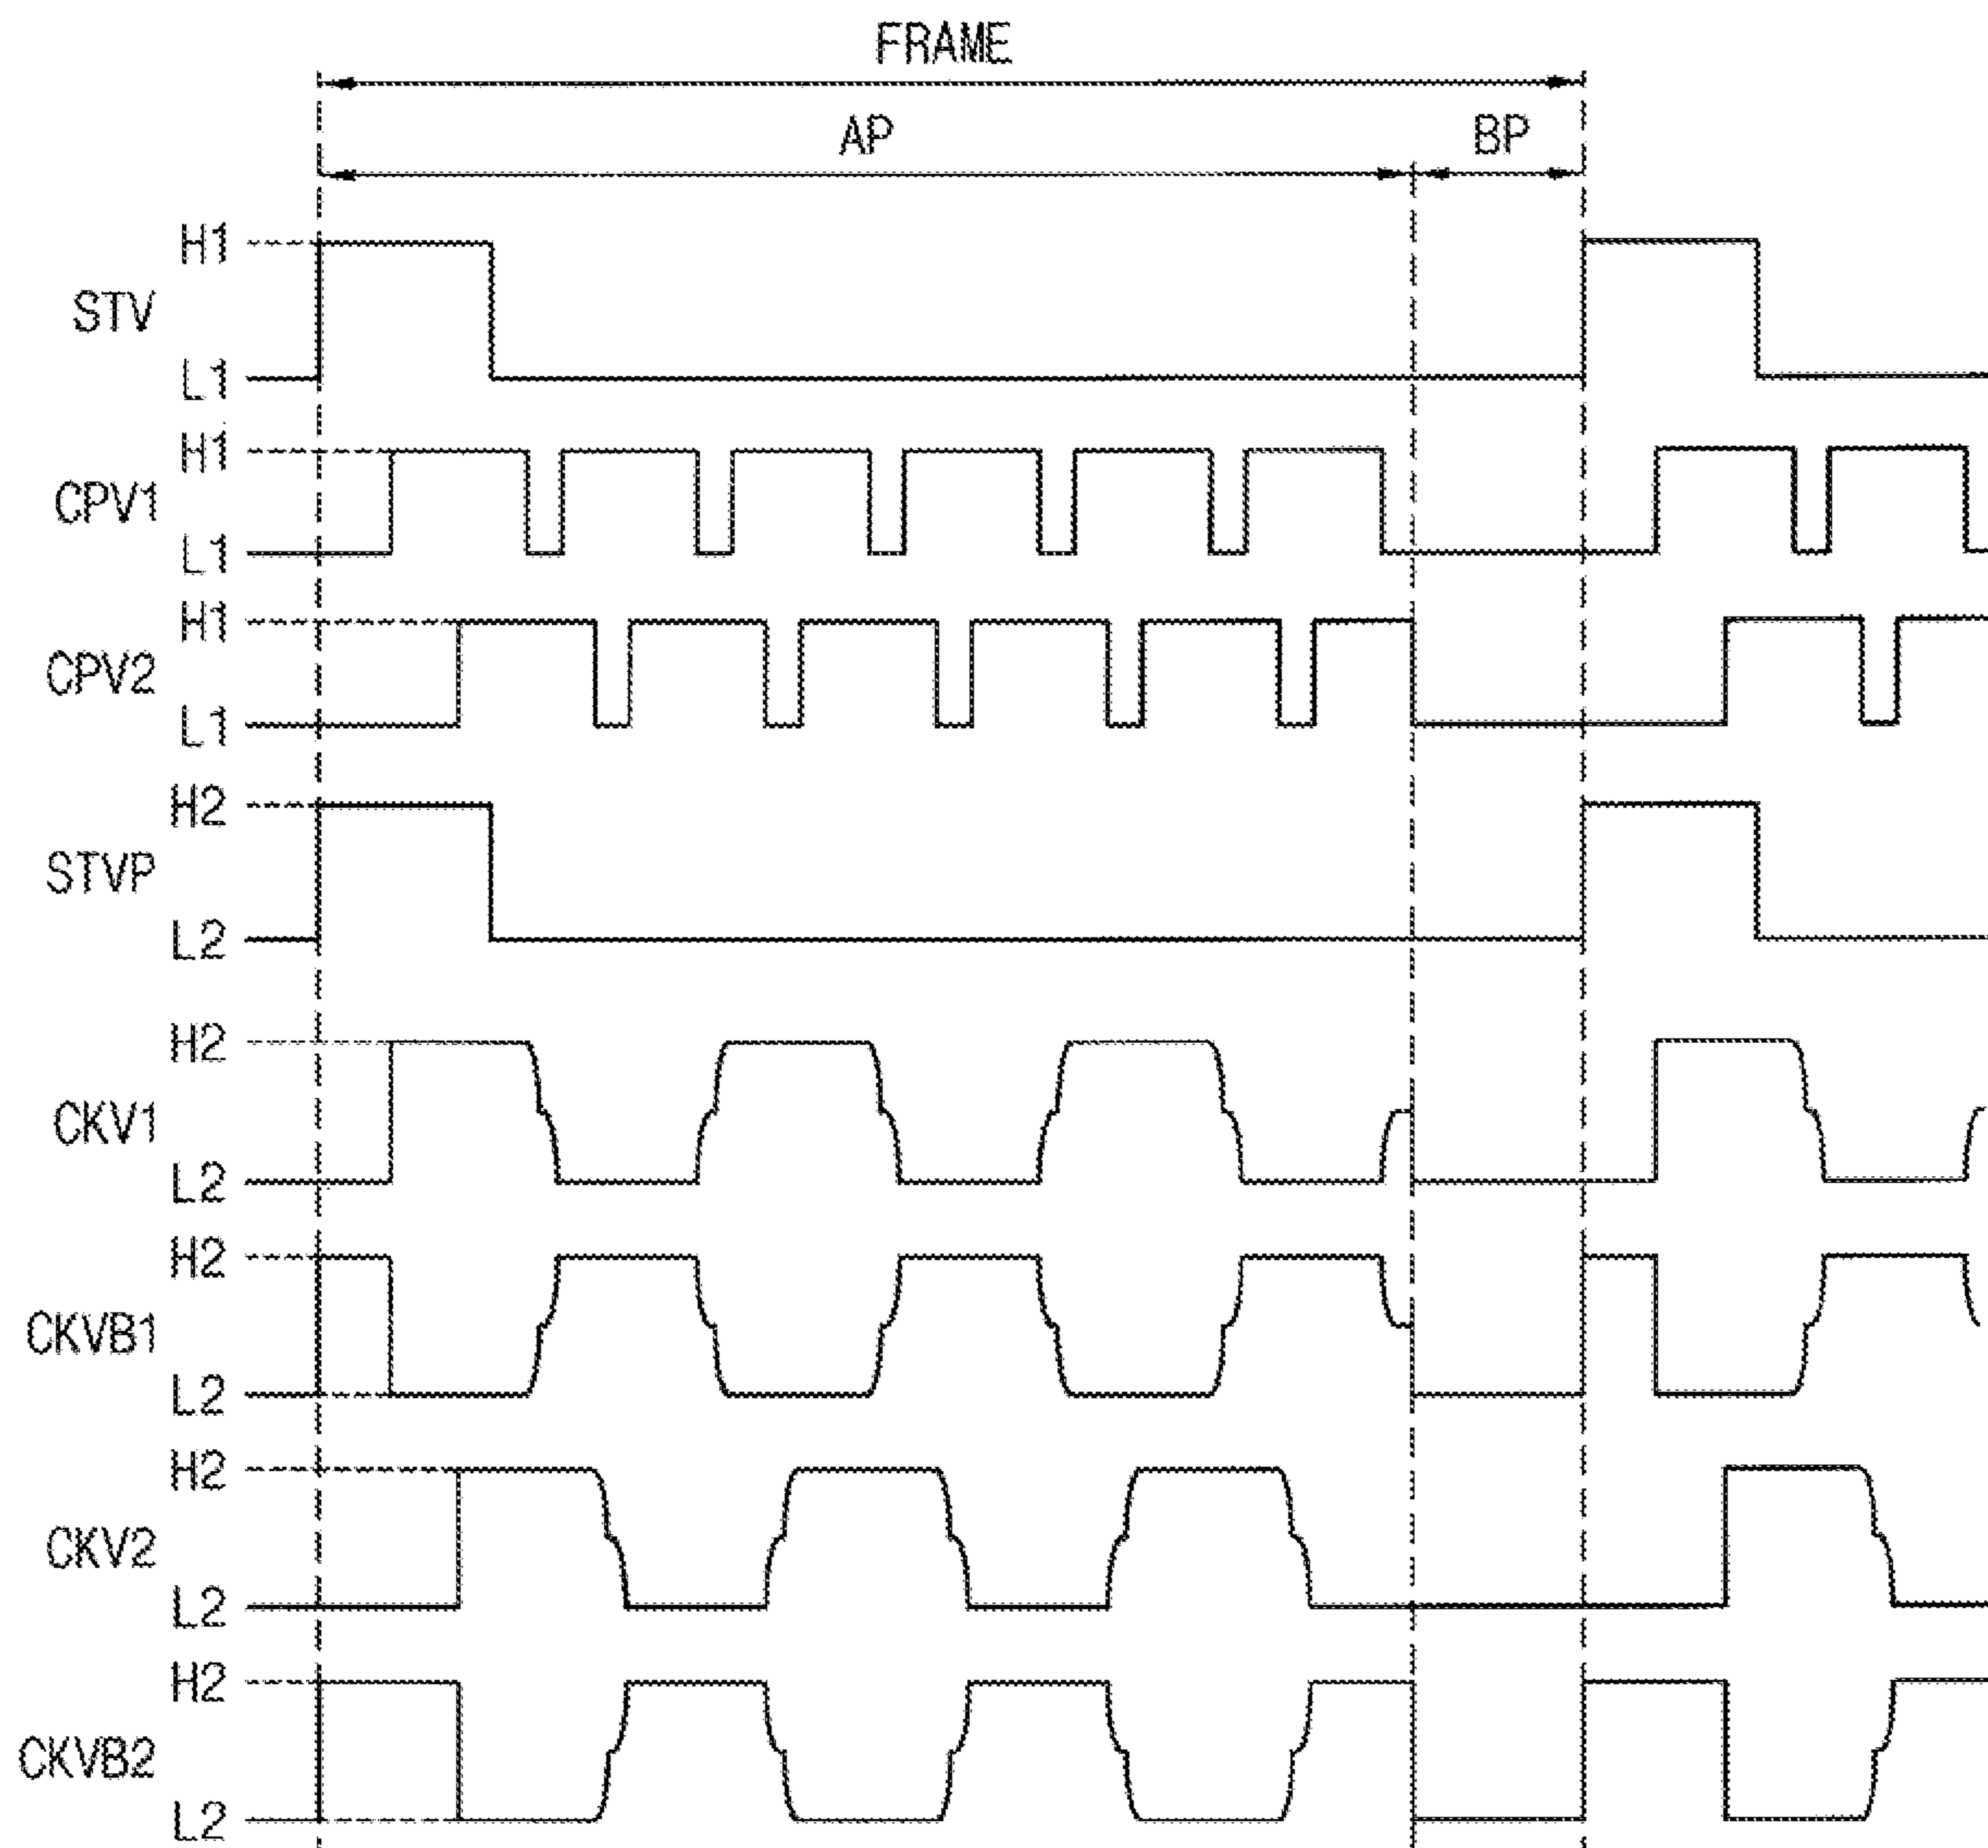 FRAME
AP
BP
H1
STV
L1
H1
CPV1
L1
H1
CPV2
L1
H2
STVP
L2
H2
CKV1
L2
H2
CKVB1
L2
H2
CKV2
L2
H2
CKVB2
L2